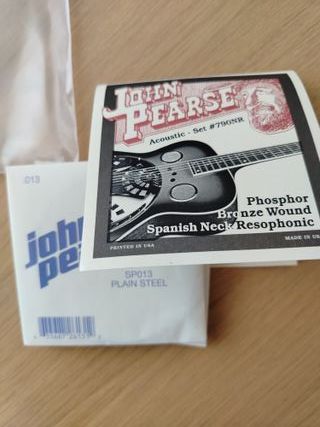 JOHN
PEARSE
Acoustic - Set #790NR
Phosphor
Bronze Wound
Spanish Neck Resophonic
PRINTED IN USA
MADE IN USA
.013
john
pe
SP013
PLAIN STEEL